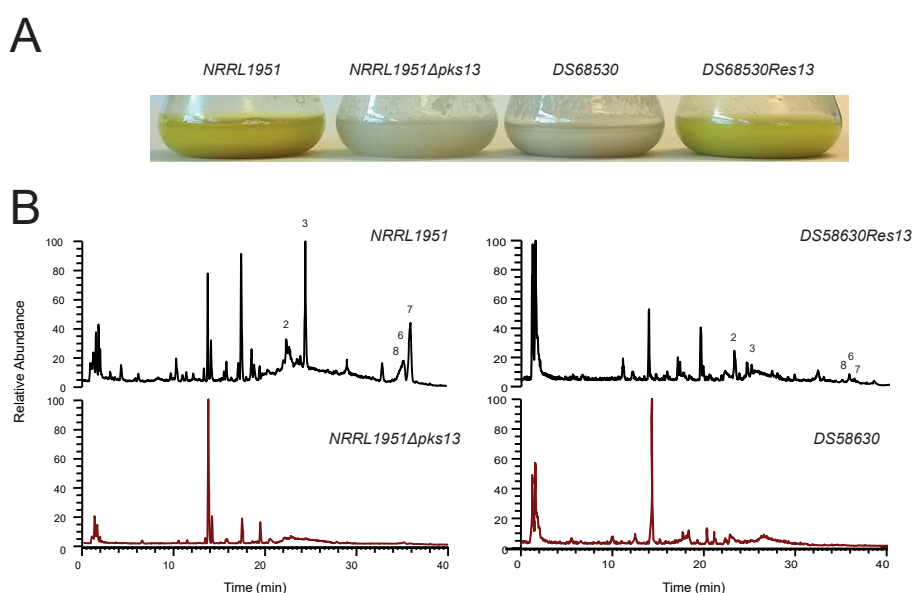 A
NRRL1951 NRRL1951Δpks13 DS68530 DS68530Res13
B
NRRL1951
3
2
8
6
7
100
80
60
40
20
0
DS58630Res13
2
3
8
6
7
100
80
60
40
20
0
Relative Abundance
NRRL1951Δpks13
100
80
60
40
20
0
0 10 20 30 40
Time (min)
DS58630
100
80
60
40
20
0
0 10 20 30 40
Time (min)